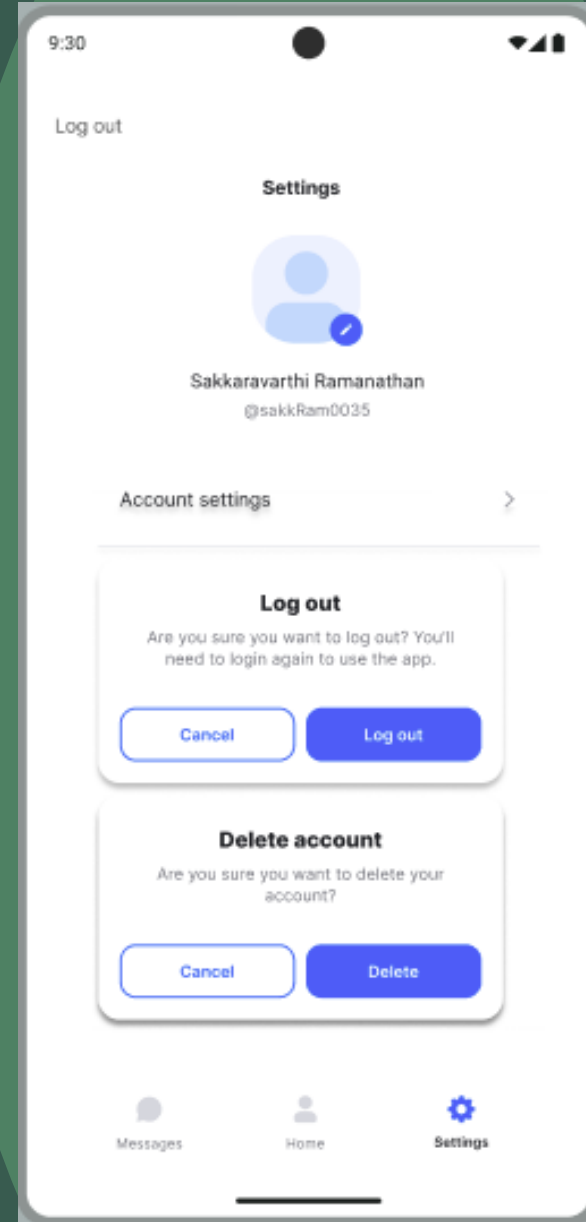 9:30
Log out
Settings
Sakkaravarthi Ramanathan
@sakkRam0035
Account settings
Log out
Are you sure you want to log out? You'll
need to login again to use the app.
Cancel
Log out
Delete account
Are you sure you want to delete your
account?
Cancel
Delete
Messages
Home
Settings